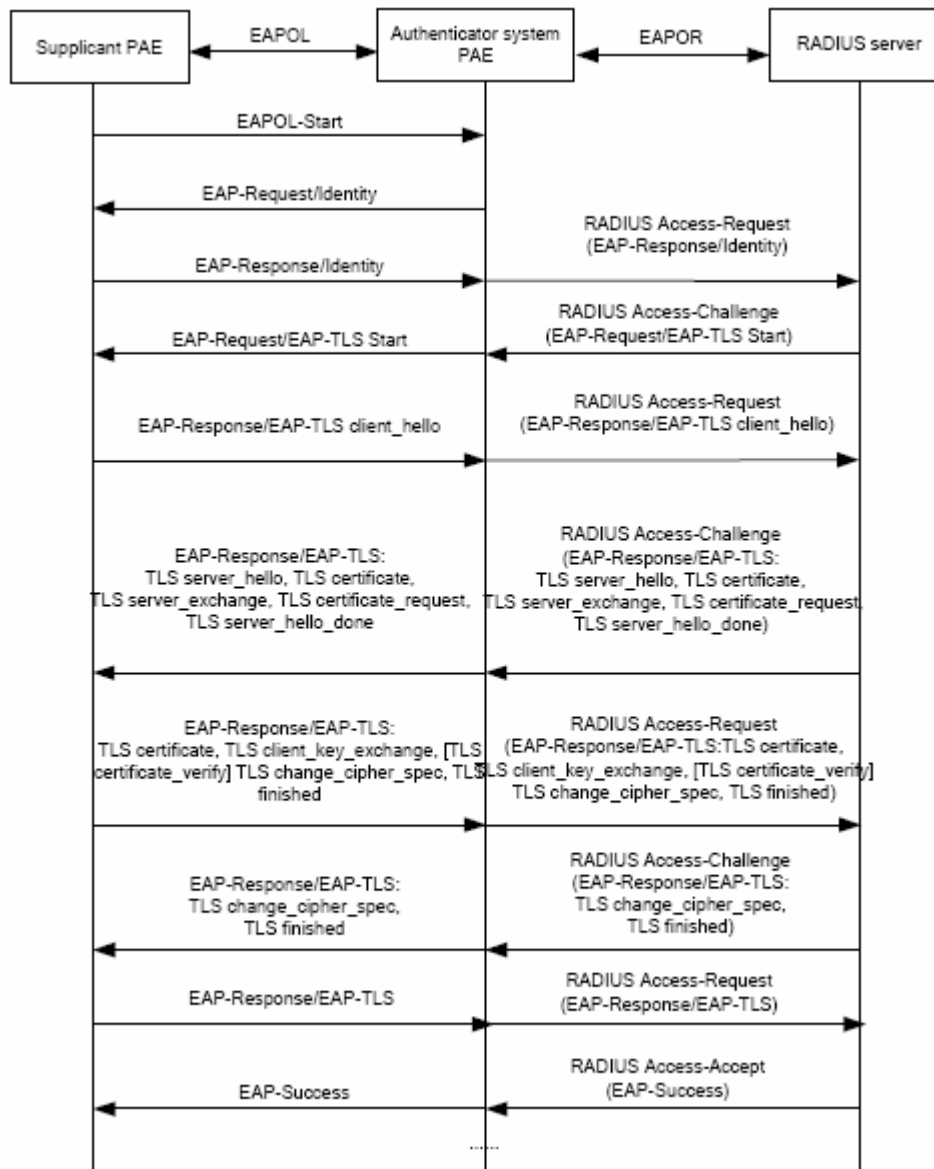 Supplicant PAE
EAPOL
Authenticator system
PAE
EAPOR
RADIUS server
EAPOL-Start
EAP-Request/Identity
RADIUS Access-Request
(EAP-Response/Identity)
EAP-Response/Identity
RADIUS Access-Challenge
(EAP-Request/EAP-TLS Start)
EAP-Request/EAP-TLS Start
RADIUS Access-Request
(EAP-Response/EAP-TLS client_hello)
EAP-Response/EAP-TLS client_hello
EAP-Response/EAP-TLS:
TLS server_hello, TLS certificate,
TLS server_exchange, TLS certificate_request,
TLS server_hello_done
RADIUS Access-Challenge
(EAP-Response/EAP-TLS:
TLS server_hello, TLS certificate,
TLS server_exchange, TLS certificate_request,
TLS server_hello_done)
EAP-Response/EAP-TLS:
TLS certificate, TLS client_key_exchange, [TLS
certificate_verify] TLS change_cipher_spec, TLS
finished
RADIUS Access-Request
(EAP-Response/EAP-TLS:TLS certificate,
TLS client_key_exchange, [TLS certificate_verify]
TLS change_cipher_spec, TLS finished)
EAP-Response/EAP-TLS:
TLS change_cipher_spec,
TLS finished
RADIUS Access-Challenge
(EAP-Response/EAP-TLS:
TLS change_cipher_spec,
TLS finished)
EAP-Response/EAP-TLS
RADIUS Access-Request
(EAP-Response/EAP-TLS)
EAP-Success
RADIUS Access-Accept
(EAP-Success)
......